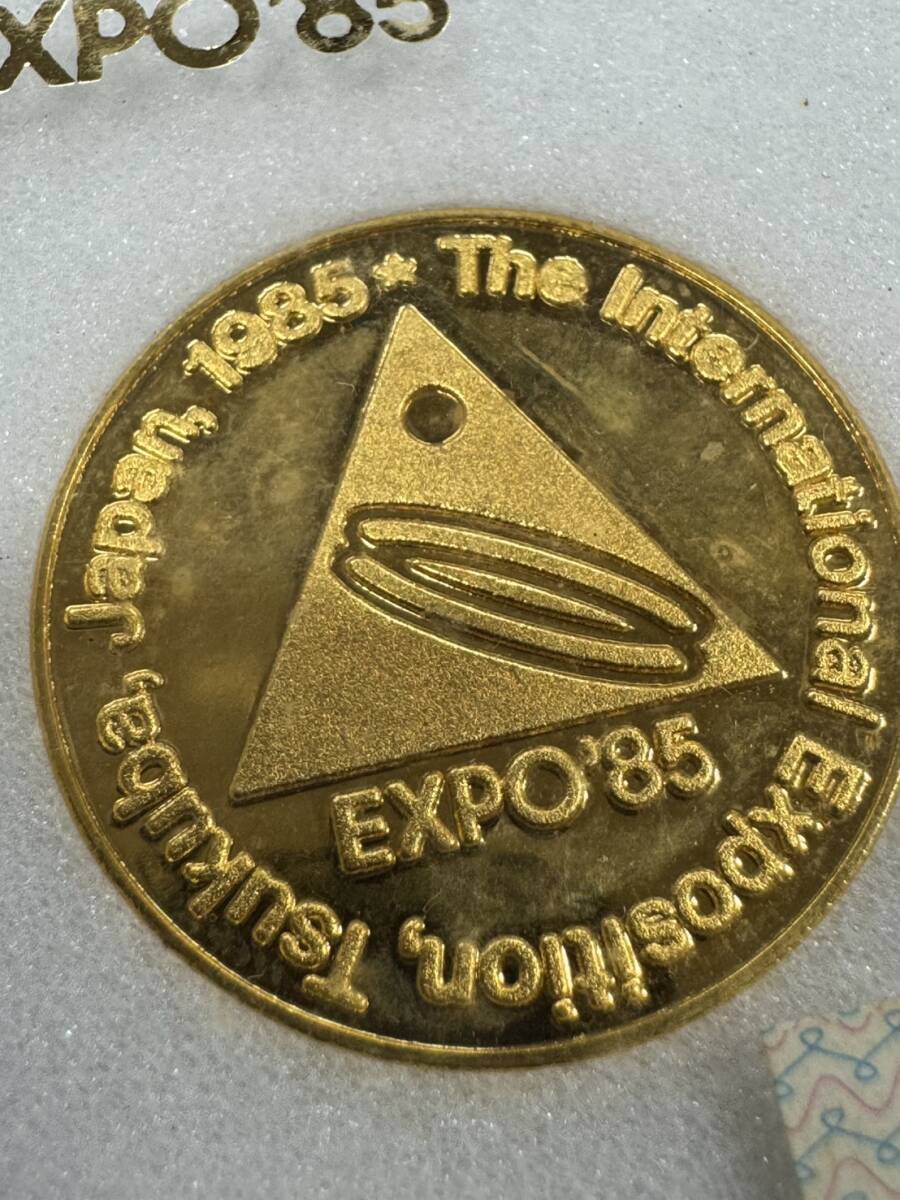 EXPO'85
The International Exposition, Tsukuba, Japan, 1985
EXPO'85